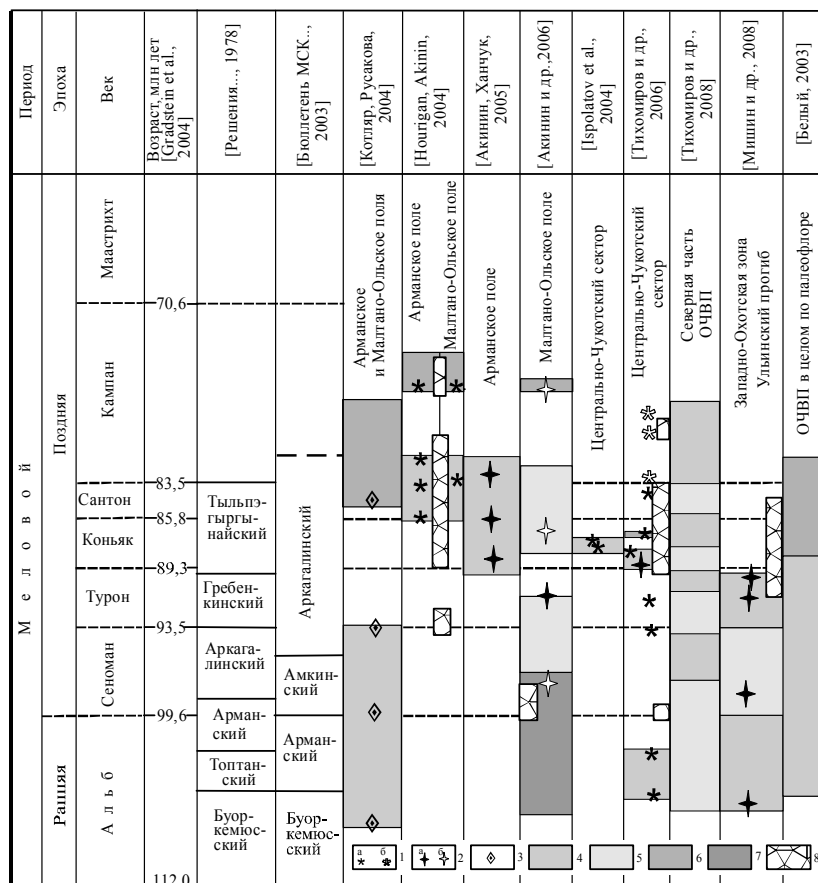 Период
Эпоха
Век
Возраст, млн лет
[Gradstein et al.,
2004]
[Решения..., 1978]
[Бюллетень МСК...,
2003]
[Котляр, Русакова,
2004]
[Hourigan, Akinin,
2004]
[Акинин, Ханчук,
2005]
[Акинин и др.,2006]
[Ispolatov et al.,
2004]
[Тихомиров и др.,
2006]
[Тихомиров и др.,
2008]
[Мишин и др., 2008]
[Белый, 2003]
Меловой
Поздняя
Ранняя
Маастрихт
Кампан
Сантон
Коньяк
Турон
Сеноман
Альб
70,6
83,5
85,8
89,3
93,5
99,6
112,0
Тыльпэ-
гыргы-
найский
Гребен-
кинский
Аркага-
линский
Арман-
ский
Топтан-
ский
Буор-
кемюс-
ский
Аркагалинский
Амкин-
ский
Арман-
ский
Буор-
кемюс-
ский
Арманское
и Малтано-Ольское поля
Арманское поле
Малтано-Ольское поле
Арманское поле
Малтано-Ольское поле
Центрально-Чукотский сектор
Центрально-Чукотский
сектор
Северная часть
ОЧВП
Западно-Охотская зона
Ульинский прогиб
ОЧВП в целом по палеофлоре
а б 1 а б 2 3 4 5 6 7 8